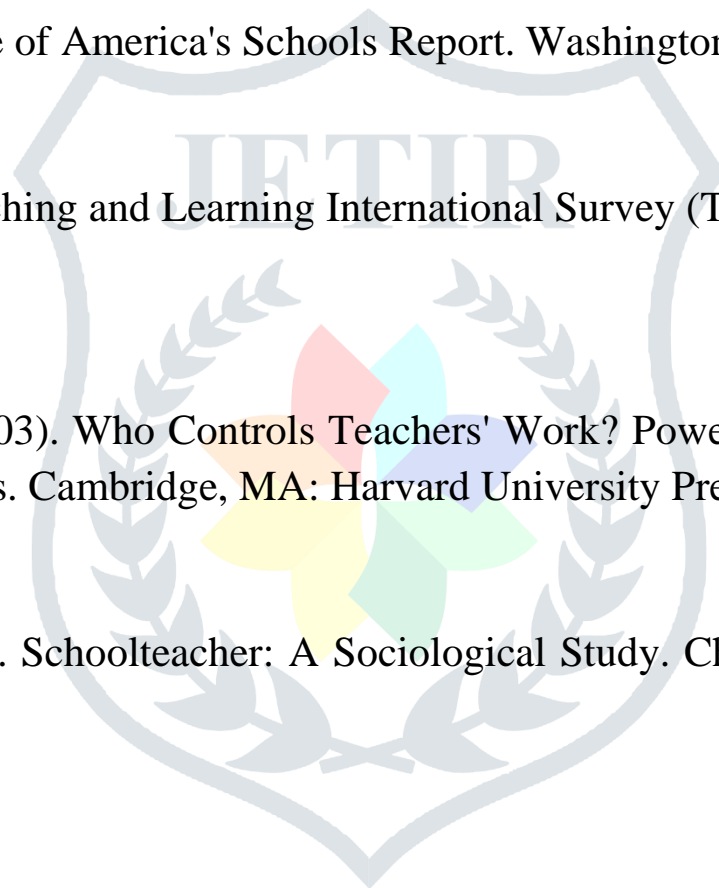 e of America's Schools Report. Washington
JETIR
hing and Learning International Survey (T
03). Who Controls Teachers' Work? Powe
s. Cambridge, MA: Harvard University Pre
. Schoolteacher: A Sociological Study. Cl